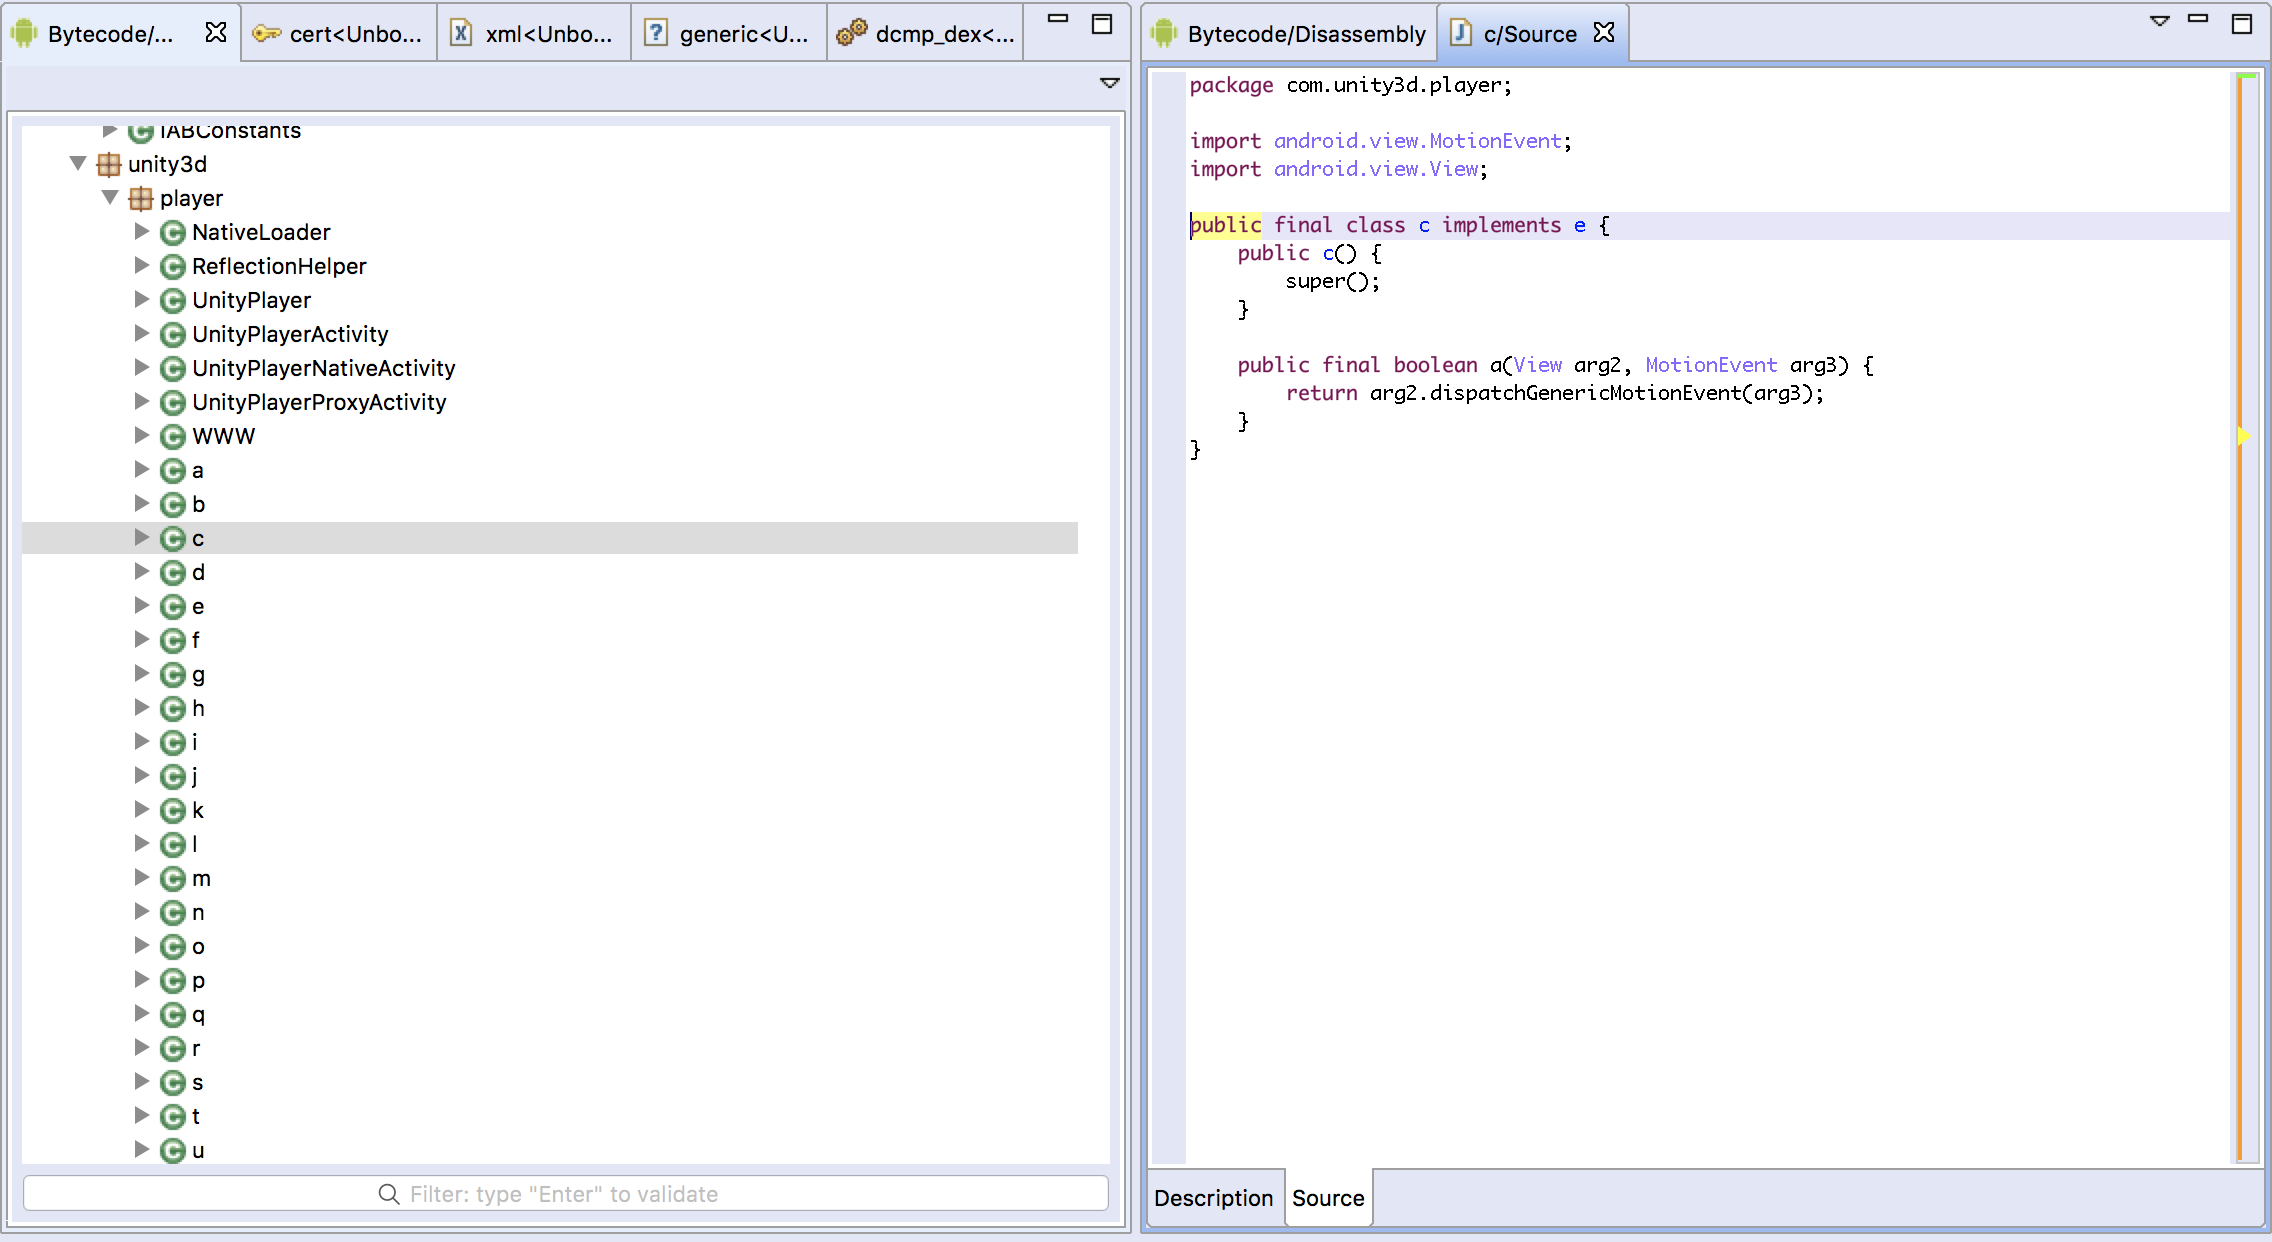 Bytecode/...
cert<Unbo...
xml<Unbo...
generic<U...
dcmp_dex<...
IABConstants
unity3d
player
NativeLoader
ReflectionHelper
UnityPlayer
UnityPlayerActivity
UnityPlayerNativeActivity
UnityPlayerProxyActivity
WWW
a
b
c
d
e
f
g
h
i
j
k
l
m
n
o
p
q
r
s
t
u
Filter: type "Enter" to validate
Bytecode/Disassembly
c/Source
package com.unity3d.player;
import android.view.MotionEvent;
import android.view.View;
public final class c implements e {
public c() {
super();
}
public final boolean a(View arg2, MotionEvent arg3) {
return arg2.dispatchGenericMotionEvent(arg3);
}
}
Description
Source